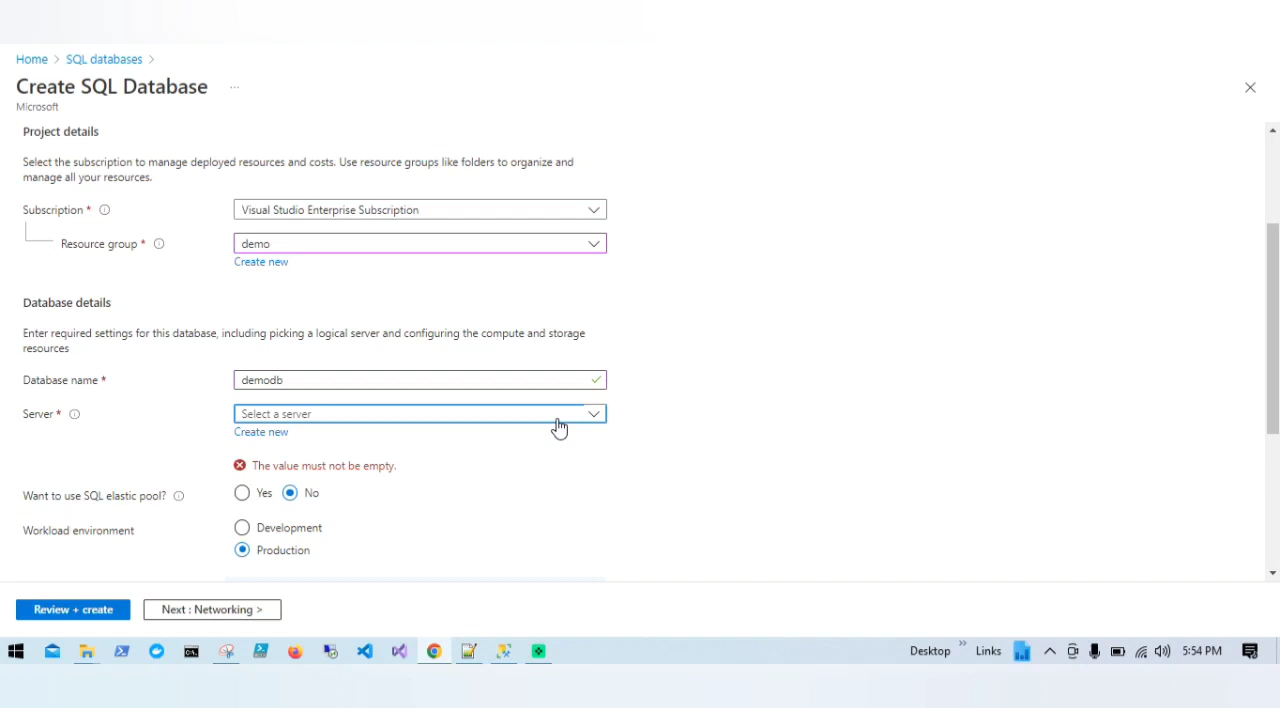 Home > SQL databases >
Create SQL Database ...
Microsoft
Project details
Select the subscription to manage deployed resources and costs. Use resource groups like folders to organize and
manage all your resources.
Subscription *
Visual Studio Enterprise Subscription
Resource group *
demo
Create new
Database details
Enter required settings for this database, including picking a logical server and configuring the compute and storage
resources
Database name *
demodb
Server *
Select a server
Create new
The value must not be empty.
Want to use SQL elastic pool?
Yes No
Workload environment
Development
Production
Review + create
Next : Networking >
Desktop » Links 5:54 PM